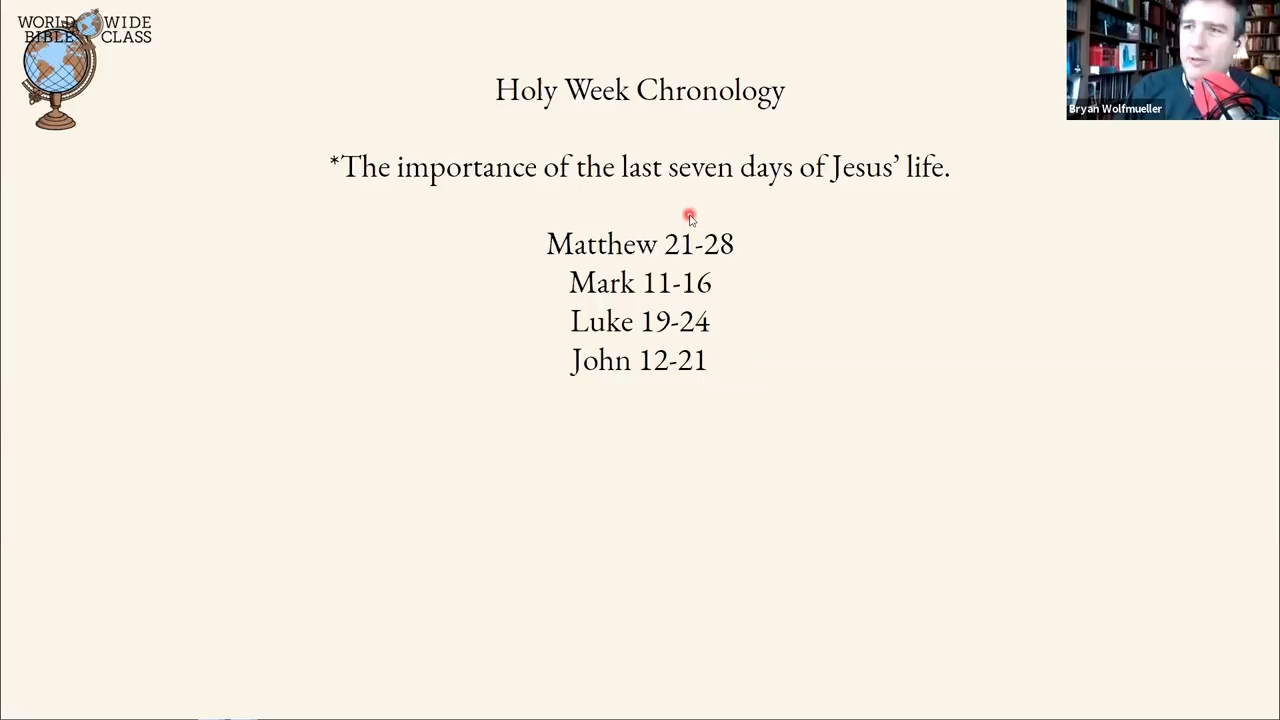 WORLD WIDE
BIBLE CLASS
Holy Week Chronology
*The importance of the last seven days of Jesus’ life.
Matthew 21-28
Mark 11-16
Luke 19-24
John 12-21
Bryan Wolfmueller